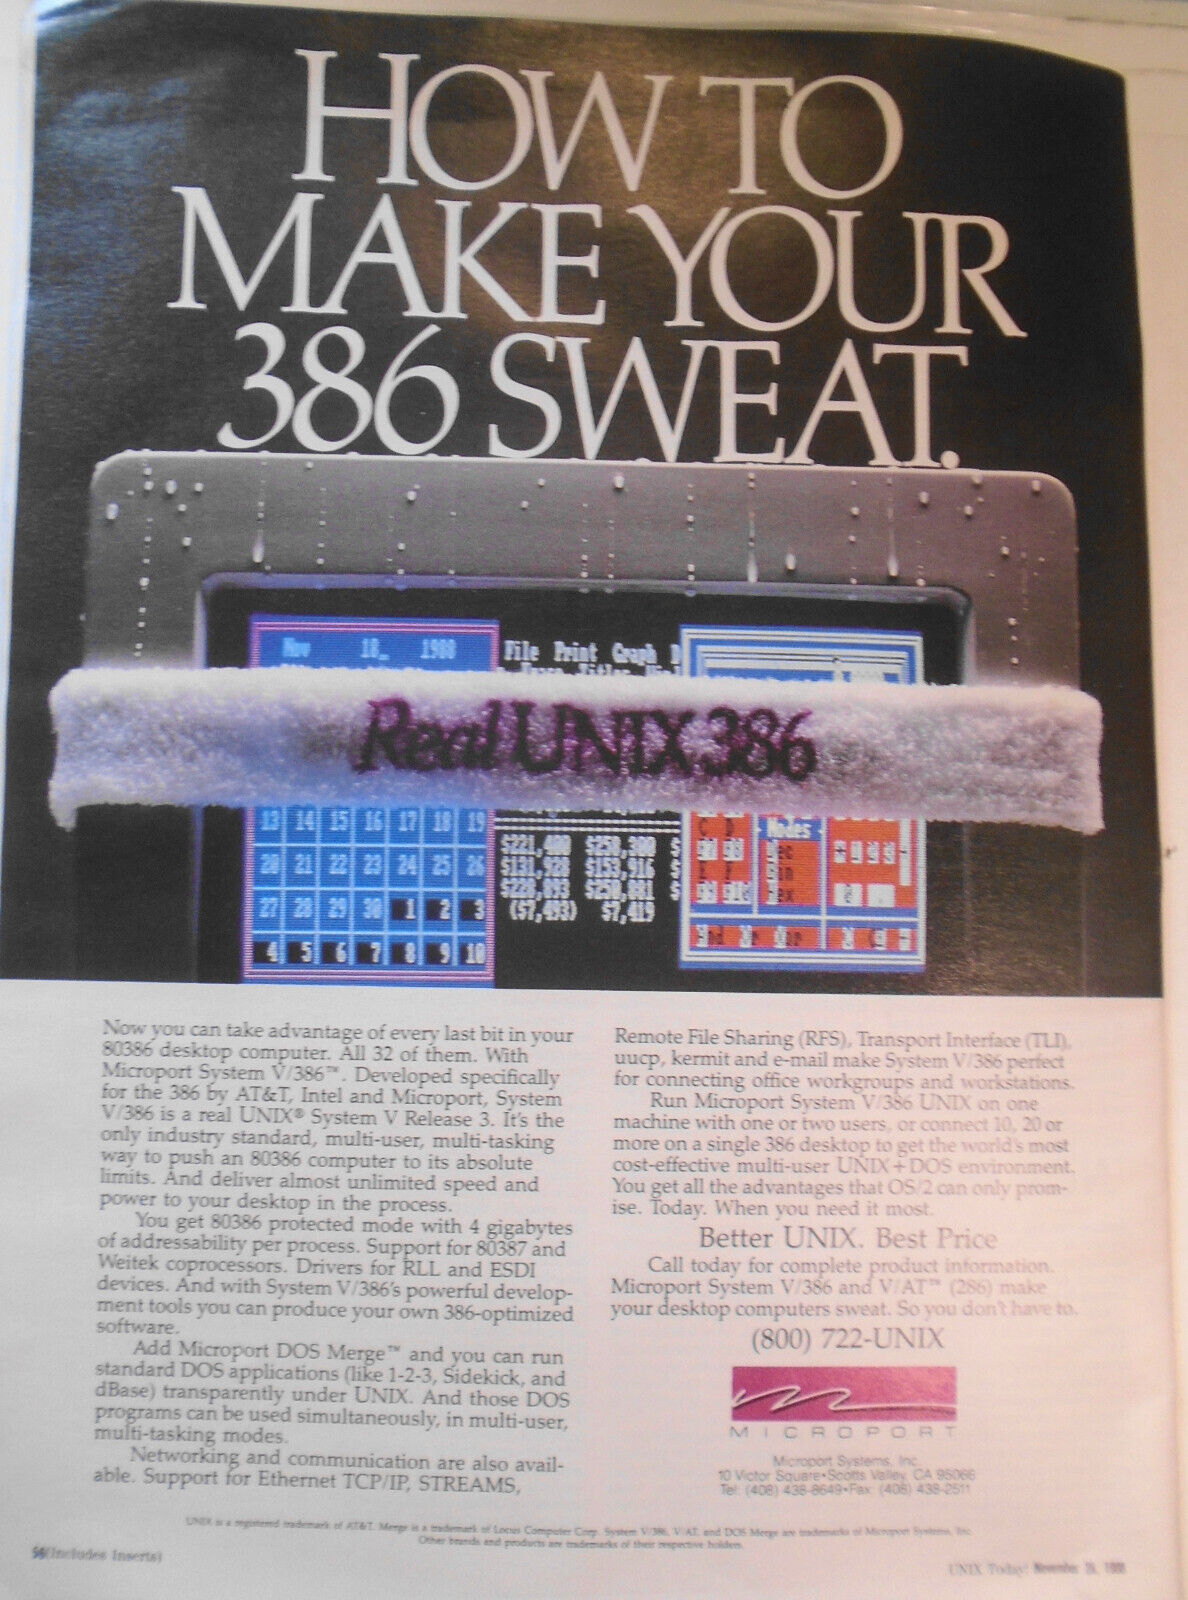 HOW TO
MAKE YOUR
386 SWEAT.
Nov 18_ 1988
File Print Graph D
Real UNIX 386
13 14 15 16 17 18 19
20 21 22 23 24 25 26
27 28 29 30 1 2 3
4 5 6 7 8 9 10
$221,400 $250,300 $
$131,928 $153,916 $
$228,893 $250,881 $
($7,493) $7,419
Modes
Now you can take advantage of every last bit in your
80386 desktop computer. All 32 of them. With
Microport System V/386™. Developed specifically
for the 386 by AT&T, Intel and Microport, System
V/386 is a real UNIX® System V Release 3. It's the
only industry standard, multi-user, multi-tasking
way to push an 80386 computer to its absolute
limits. And deliver almost unlimited speed and
power to your desktop in the process.
You get 80386 protected mode with 4 gigabytes
of addressability per process. Support for 80387 and
Weitek coprocessors. Drivers for RLL and ESDI
devices. And with System V/386's powerful develop-
ment tools you can produce your own 386-optimized
software.
Add Microport DOS Merge™ and you can run
standard DOS applications (like 1-2-3, Sidekick, and
dBase) transparently under UNIX. And those DOS
programs can be used simultaneously, in multi-user,
multi-tasking modes.
Networking and communication are also avail-
able. Support for Ethernet TCP/IP, STREAMS,
Remote File Sharing (RFS), Transport Interface (TLI),
uucp, kermit and e-mail make System V/386 perfect
for connecting office workgroups and workstations.
Run Microport System V/386 UNIX on one
machine with one or two users, or connect 10, 20 or
more on a single 386 desktop to get the world's most
cost-effective multi-user UNIX+DOS environment.
You get all the advantages that OS/2 can only prom-
ise. Today. When you need it most.
Better UNIX. Best Price
Call today for complete product information.
Microport System V/386 and V/AT™ (286) make
your desktop computers sweat. So you don't have to.
(800) 722-UNIX
MICROPORT
Microport Systems, Inc.
10 Victor Square•Scotts Valley, CA 95066
Tel: (408) 438-8649•Fax: (408) 438-2511
UNIX is a registered trademark of AT&T. Merge is a trademark of Locus Computer Corp. System V/386, V/AT, and DOS Merge are trademarks of Microport Systems, Inc.
Other brands and products are trademarks of their respective holders.
(Includes Inserts)
UNIX Today! November 1988